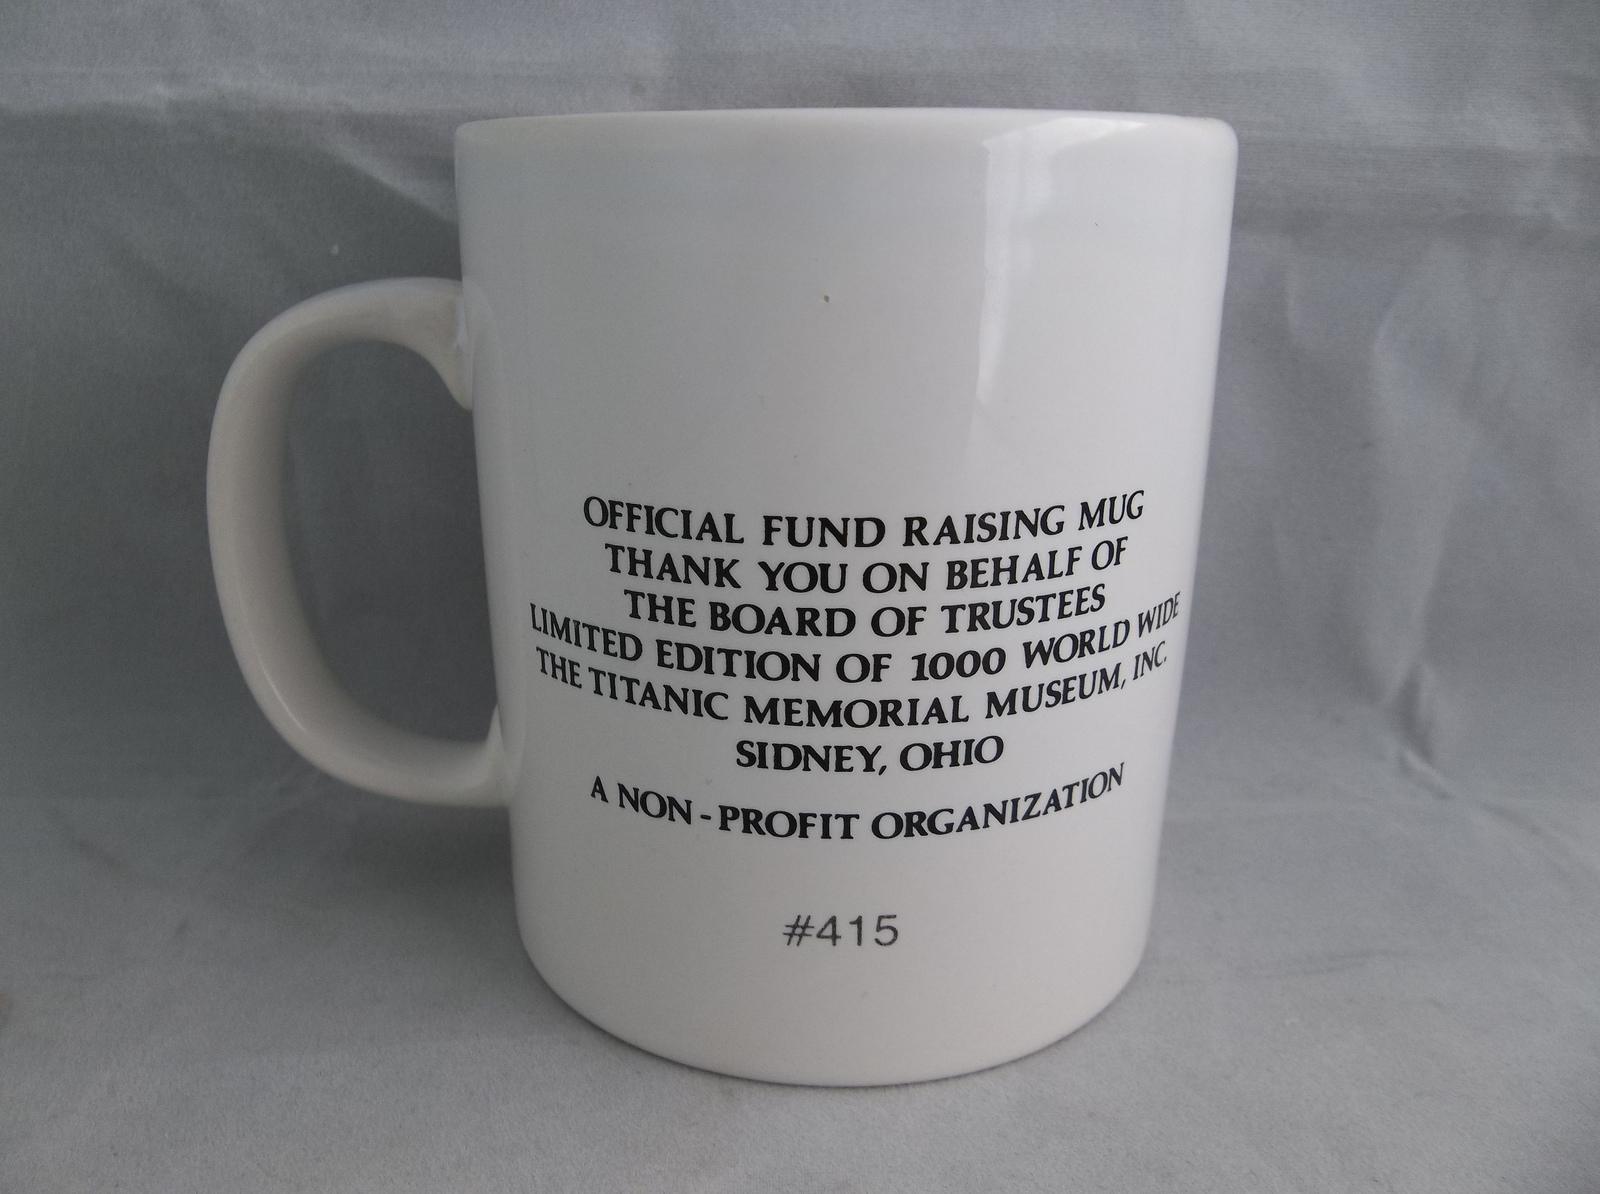 OFFICIAL FUND RAISING MUG
THANK YOU ON BEHALF OF
THE BOARD OF TRUSTEES
LIMITED EDITION OF 1000 WORLD WIDE
THE TITANIC MEMORIAL MUSEUM, INC.
SIDNEY, OHIO
A NON - PROFIT ORGANIZATION
#415